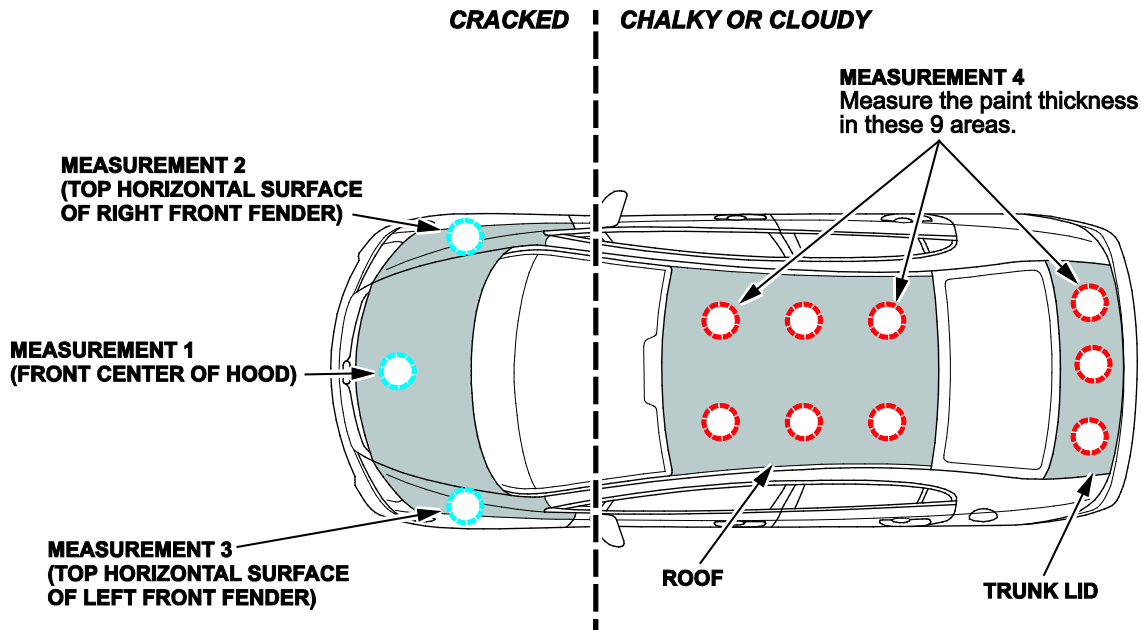 CRACKED
CHALKY OR CLOUDY
MEASUREMENT 4
Measure the paint thickness
in these 9 areas.
MEASUREMENT 2
(TOP HORIZONTAL SURFACE
OF RIGHT FRONT FENDER)
MEASUREMENT 1
(FRONT CENTER OF HOOD)
MEASUREMENT 3
(TOP HORIZONTAL SURFACE
OF LEFT FRONT FENDER)
ROOF
TRUNK LID